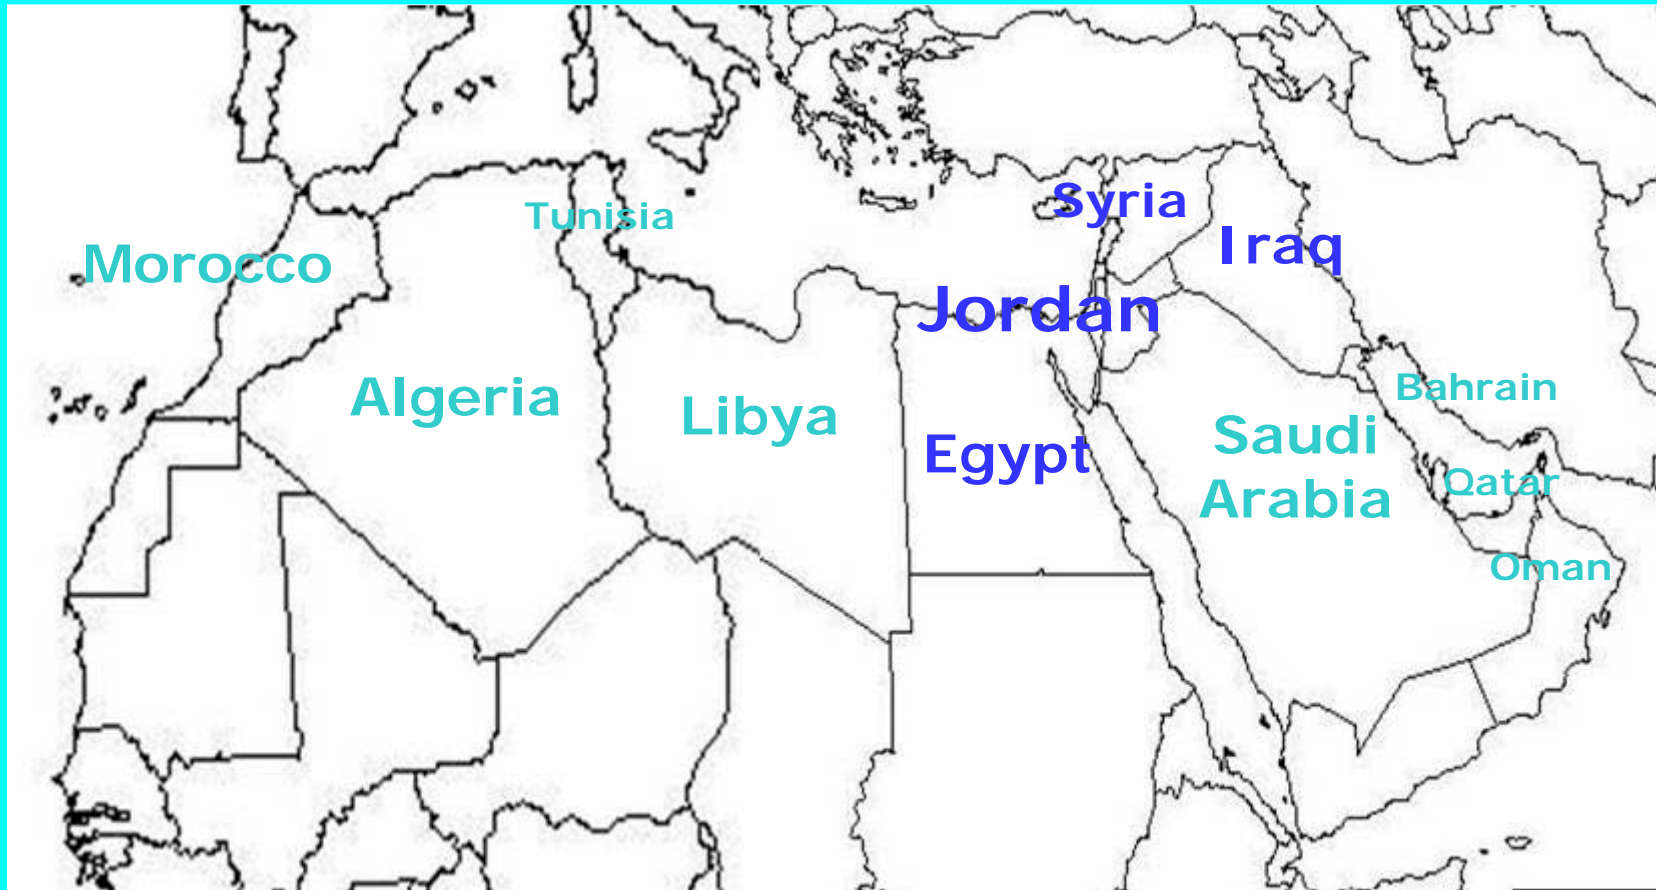 Syria
Tunisia
Iraq
Morocco
Jordan
Bahrain
Algeria
Libya
Saudi
Arabia
Egypt
Qatar
Oman